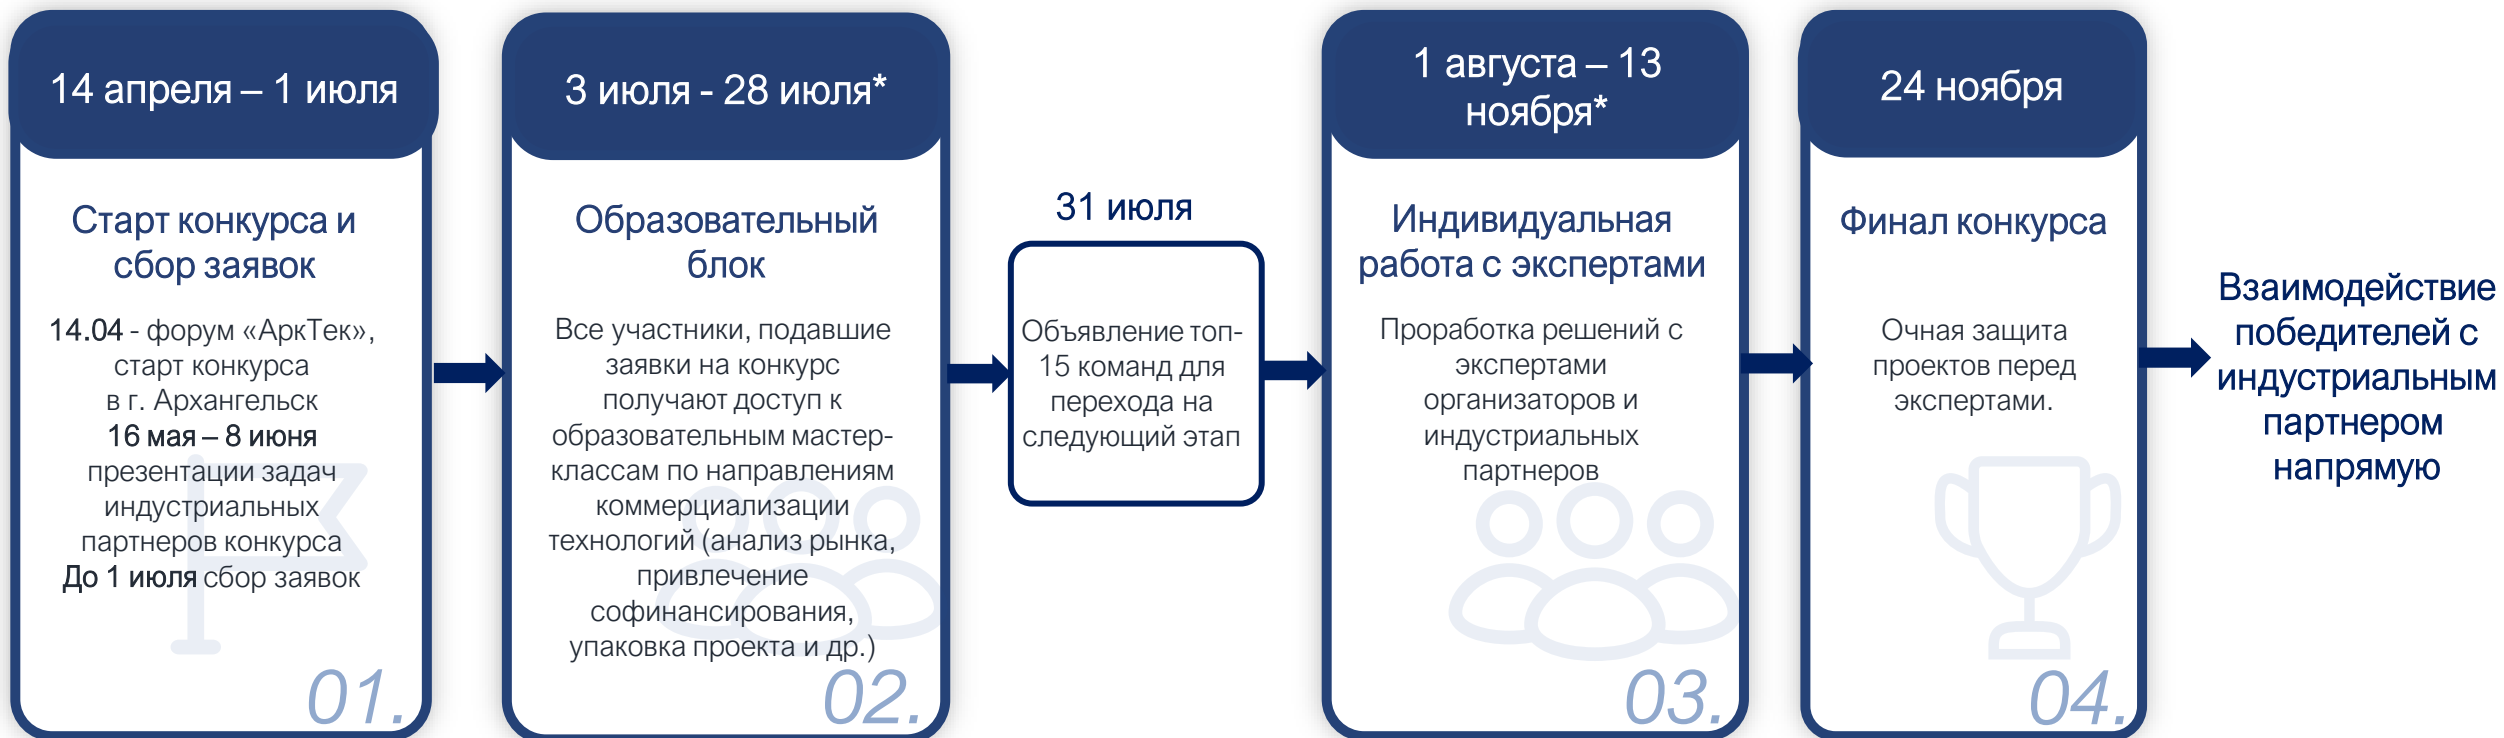 14 апреля – 1 июля
Старт конкурса и
сбор заявок
14.04 - форум «АркТек»,
старт конкурса
в г. Архангельск
16 мая – 8 июня
презентации задач
индустриальных
партнеров конкурса
До 1 июля сбор заявок
01.
3 июля - 28 июля*
Образовательный
блок
Все участники, подавшие
заявки на конкурс
получают доступ к
образовательным мастер-
классам по направлениям
коммерциализации
технологий (анализ рынка,
привлечение
софинансирования,
упаковка проекта и др.)
02.
31 июля
Объявление топ-
15 команд для
перехода на
следующий этап
1 августа – 13
ноября*
Индивидуальная
работа с экспертами
Проработка решений с
экспертами
организаторов и
индустриальных
партнеров
03.
24 ноября
Финал конкурса
Очная защита
проектов перед
экспертами.
04.
Взаимодействие
победителей с
индустриальным
партнером
напрямую